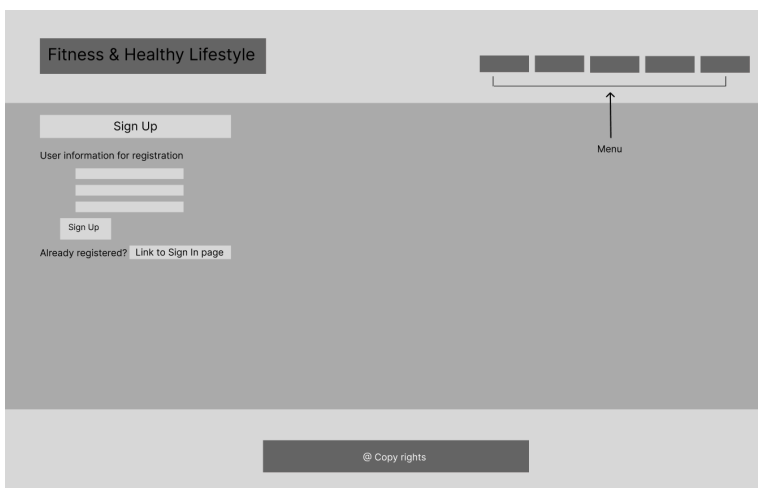 Fitness & Healthy Lifestyle
Menu
Sign Up
User information for registration
Sign Up
Already registered? Link to Sign In page
@ Copy rights